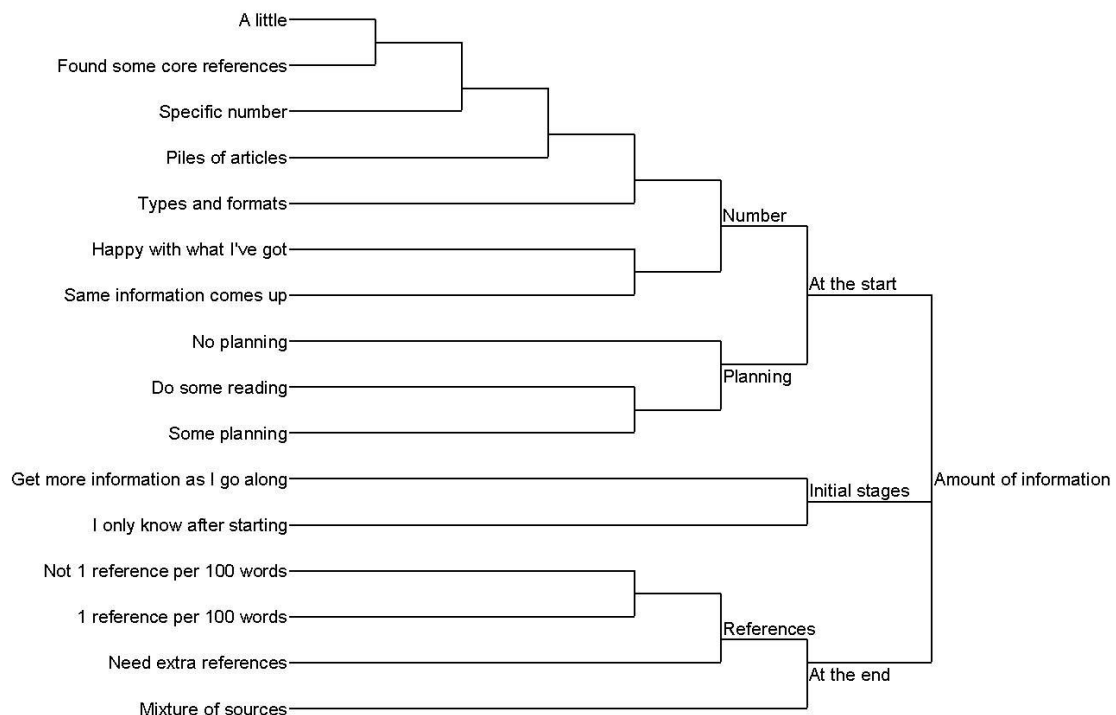 A little
Found some core references
Specific number
Piles of articles
Types and formats
Number
Happy with what I've got
At the start
Same information comes up
No planning
Planning
Do some reading
Some planning
Get more information as I go along
Amount of information
Initial stages
I only know after starting
Not 1 reference per 100 words
1 reference per 100 words
References
Need extra references
At the end
Mixture of sources